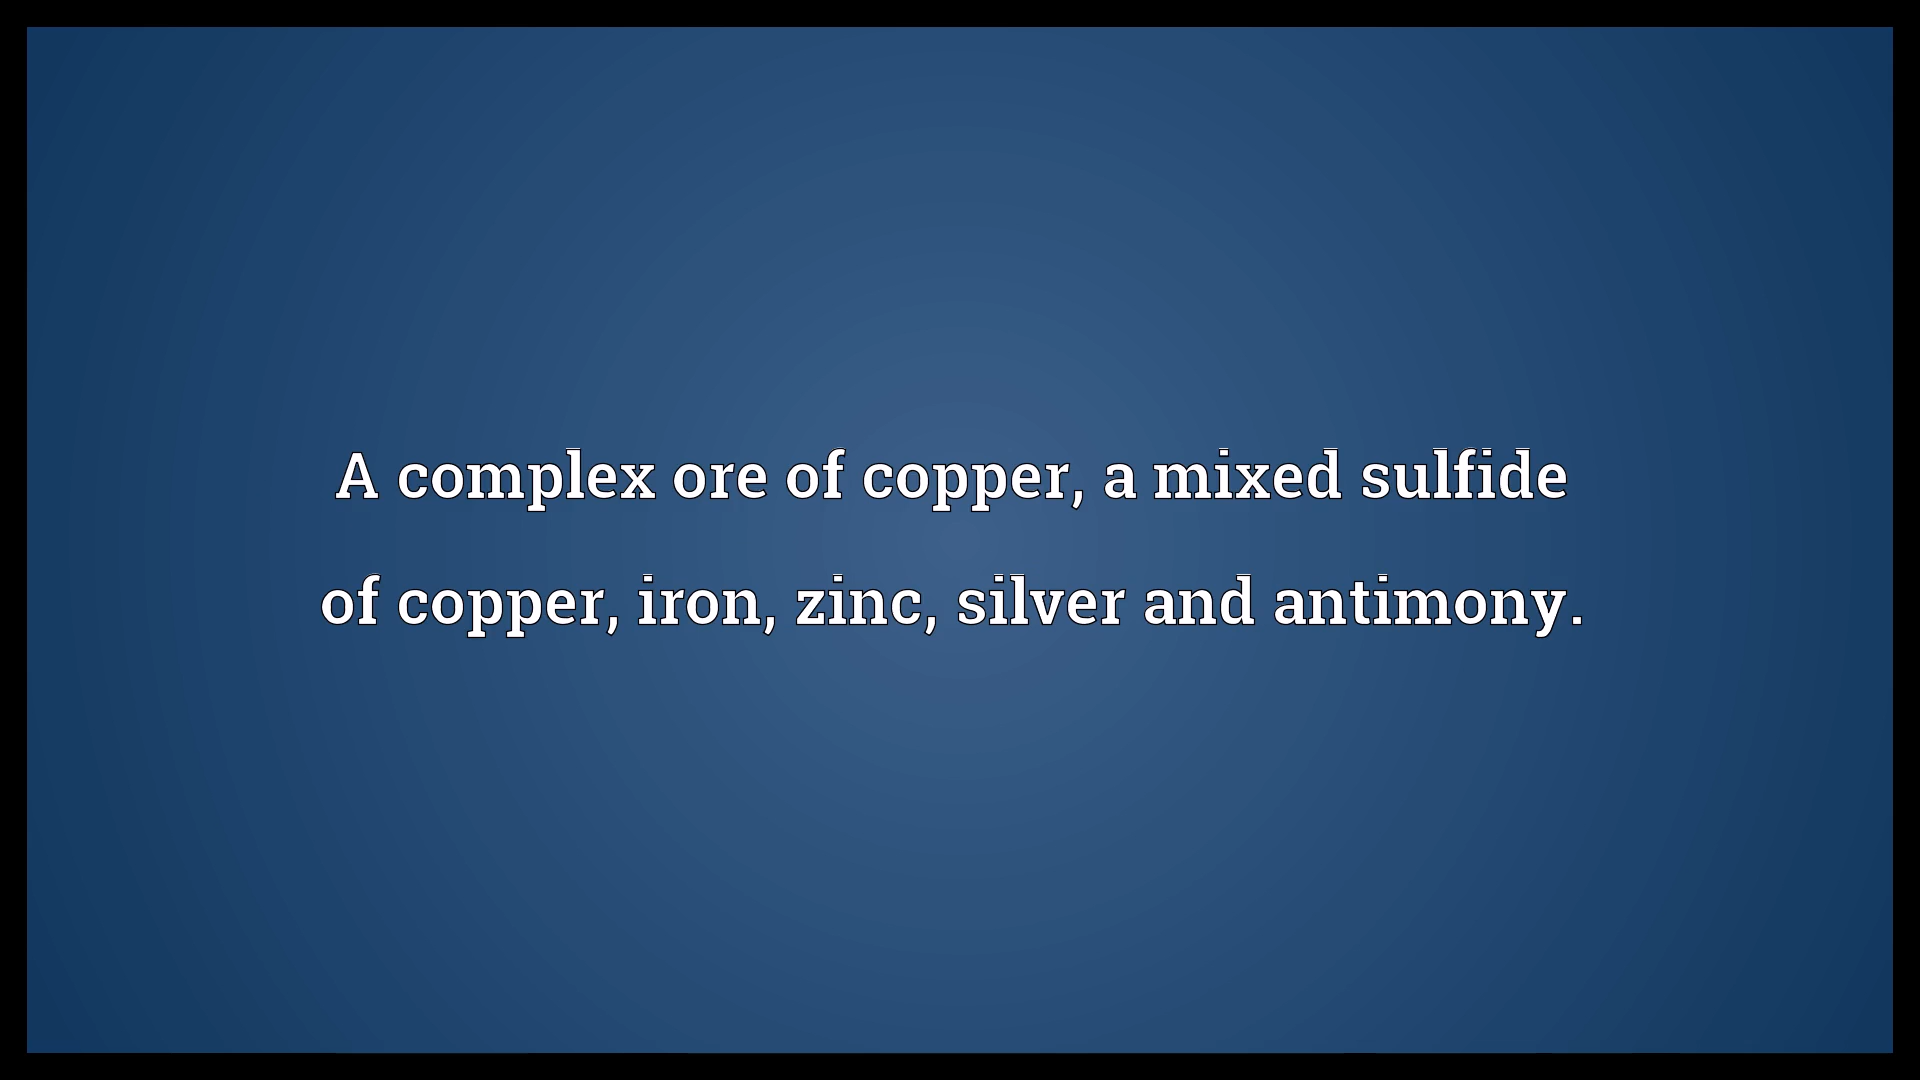 A complex ore of copper, a mixed sulfide
of copper, iron, zinc, silver and antimony.